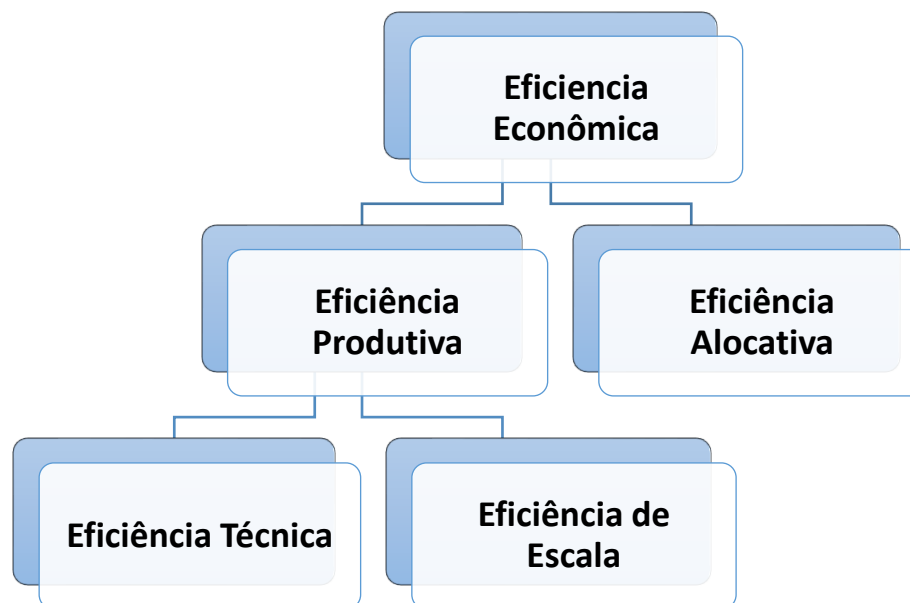 Eficiencia
Econômica
Eficiência
Produtiva
Eficiência
Alocativa
Eficiência Técnica
Eficiência de
Escala